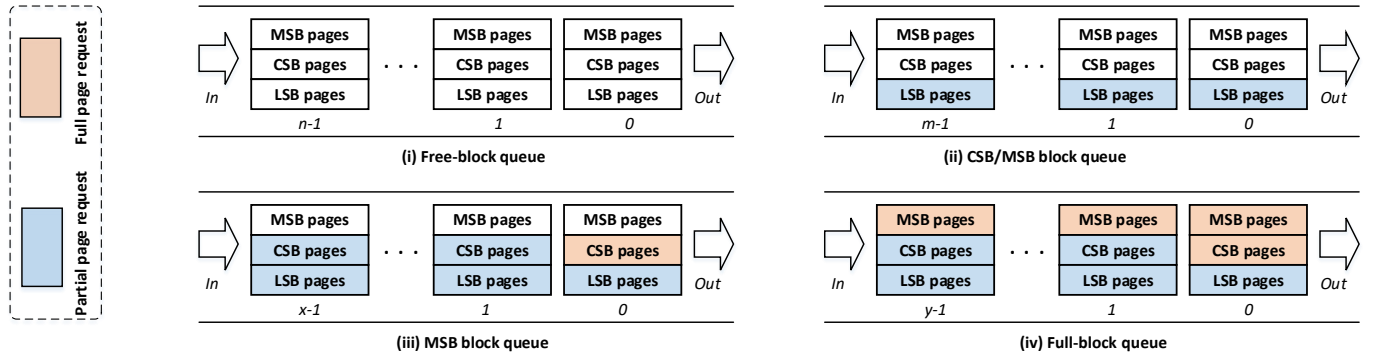 Full page request
Partial page request
MSB pages MSB pages MSB pages
CSB pages . . . CSB pages CSB pages
LSB pages LSB pages LSB pages
In Out
n-1 1 0
(i) Free-block queue
MSB pages MSB pages MSB pages
CSB pages . . . CSB pages CSB pages
LSB pages LSB pages LSB pages
In Out
m-1 1 0
(ii) CSB/MSB block queue
MSB pages MSB pages MSB pages
CSB pages . . . CSB pages CSB pages
LSB pages LSB pages LSB pages
In Out
x-1 1 0
(iii) MSB block queue
MSB pages MSB pages MSB pages
CSB pages . . . CSB pages CSB pages
LSB pages LSB pages LSB pages
In Out
y-1 1 0
(iv) Full-block queue